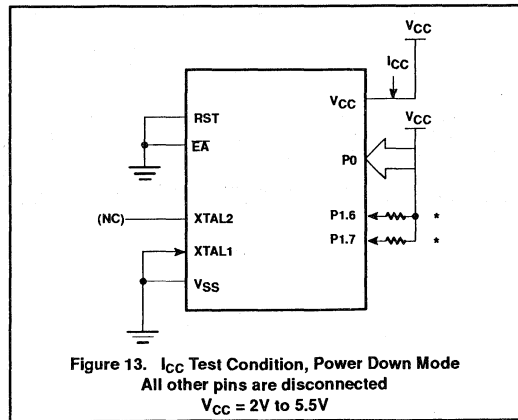 VCC
ICC
VCC
VCC
RST
EA
P0
(NC)
XTAL2
P1.6 *
XTAL1
P1.7 *
VSS
Figure 13. ICC Test Condition, Power Down Mode
All other pins are disconnected
VCC = 2V to 5.5V